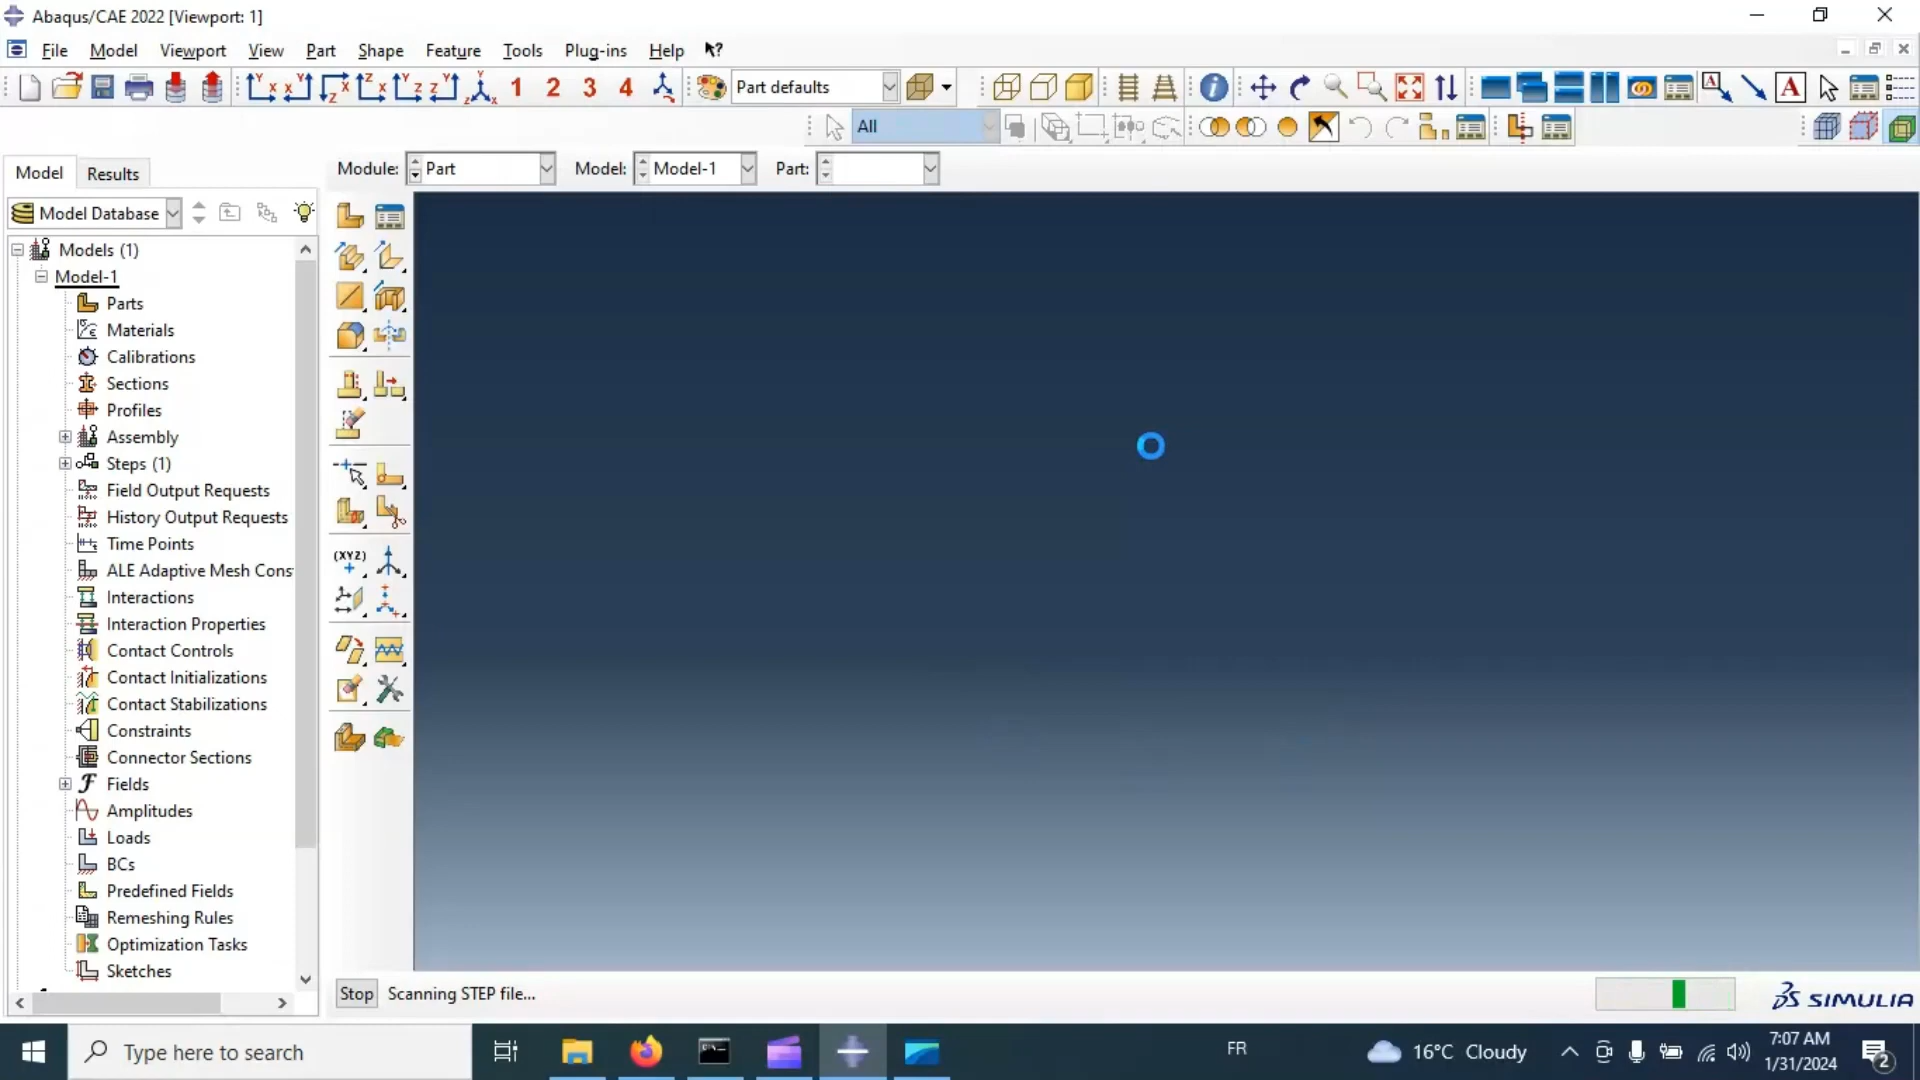 Abaqus/CAE 2022 [Viewport: 1]
File Model Viewport View Part Shape Feature Tools Plug-ins Help
1 2 3 4 Part defaults
All
Model Results
Module: Part Model: Model-1 Part:
Model Database
Models (1)
Model-1
Parts
Materials
Calibrations
Sections
Profiles
Assembly
Steps (1)
Field Output Requests
History Output Requests
Time Points
ALE Adaptive Mesh Cons
Interactions
Interaction Properties
Contact Controls
Contact Initializations
Contact Stabilizations
Constraints
Connector Sections
Fields
Amplitudes
Loads
BCs
Predefined Fields
Remeshing Rules
Optimization Tasks
Sketches
(XYZ)
Stop Scanning STEP file...
SIMULIA
Type here to search
FR
16°C Cloudy
7:07 AM
1/31/2024
2